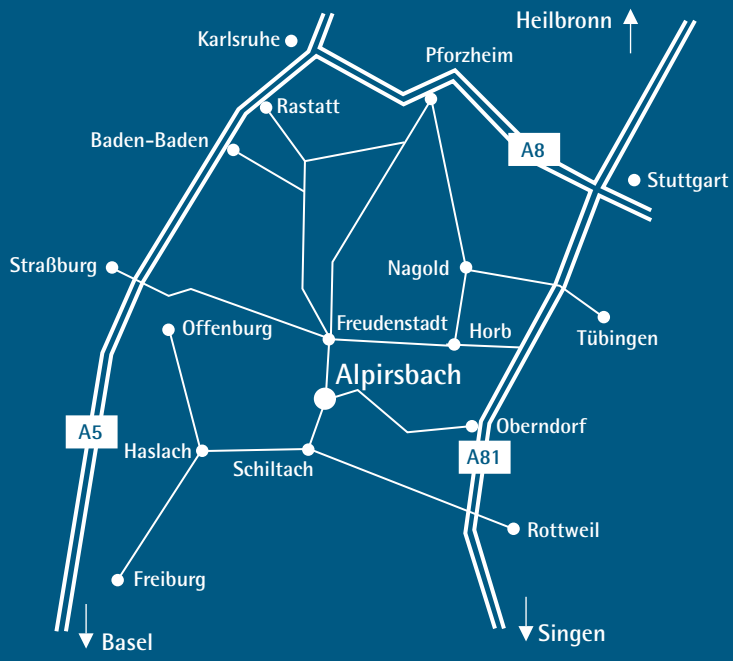 Heilbronn
Karlsruhe
Pforzheim
Rastatt
Baden-Baden
A8
Stuttgart
Straßburg
Nagold
Offenburg
Freudenstadt
Horb
Tübingen
Alpirsbach
A5
Oberndorf
Haslach
A81
Schiltach
Rottweil
Freiburg
Singen
Basel